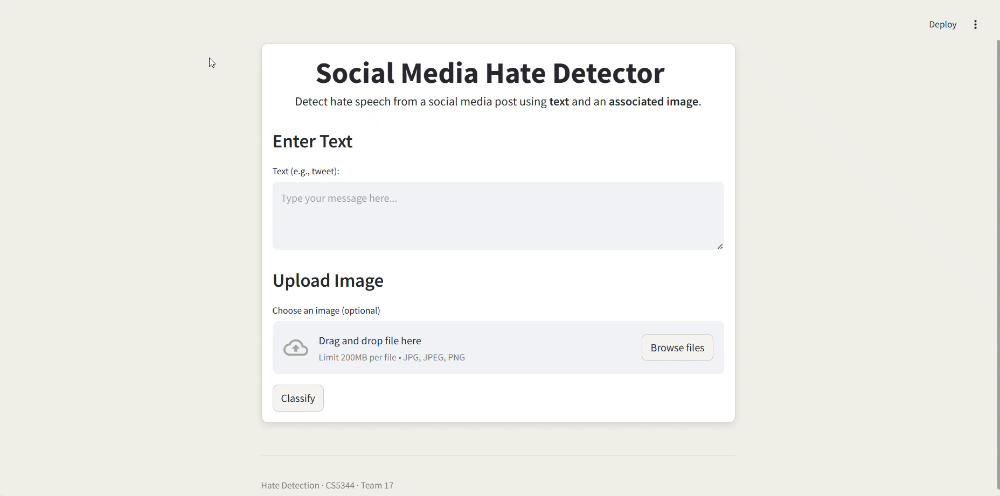 Deploy
Social Media Hate Detector
Detect hate speech from a social media post using text and an associated image.
Enter Text
Text (e.g., tweet):
Type your message here...
Upload Image
Choose an image (optional)
Drag and drop file here
Limit 200MB per file • JPG, JPEG, PNG
Browse files
Classify
Hate Detection · CS5344 · Team 17